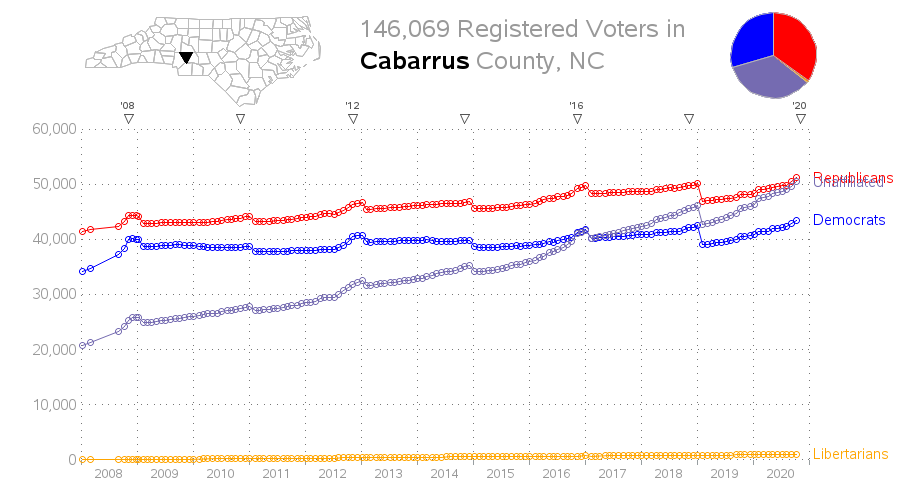 146,069 Registered Voters in
Cabarrus County, NC
'08 '12 '16 '20
60,000
50,000
40,000
30,000
20,000
10,000
0
Republicans
Unaffiliated
Democrats
Libertarians
2008 2009 2010 2011 2012 2013 2014 2015 2016 2017 2018 2019 2020